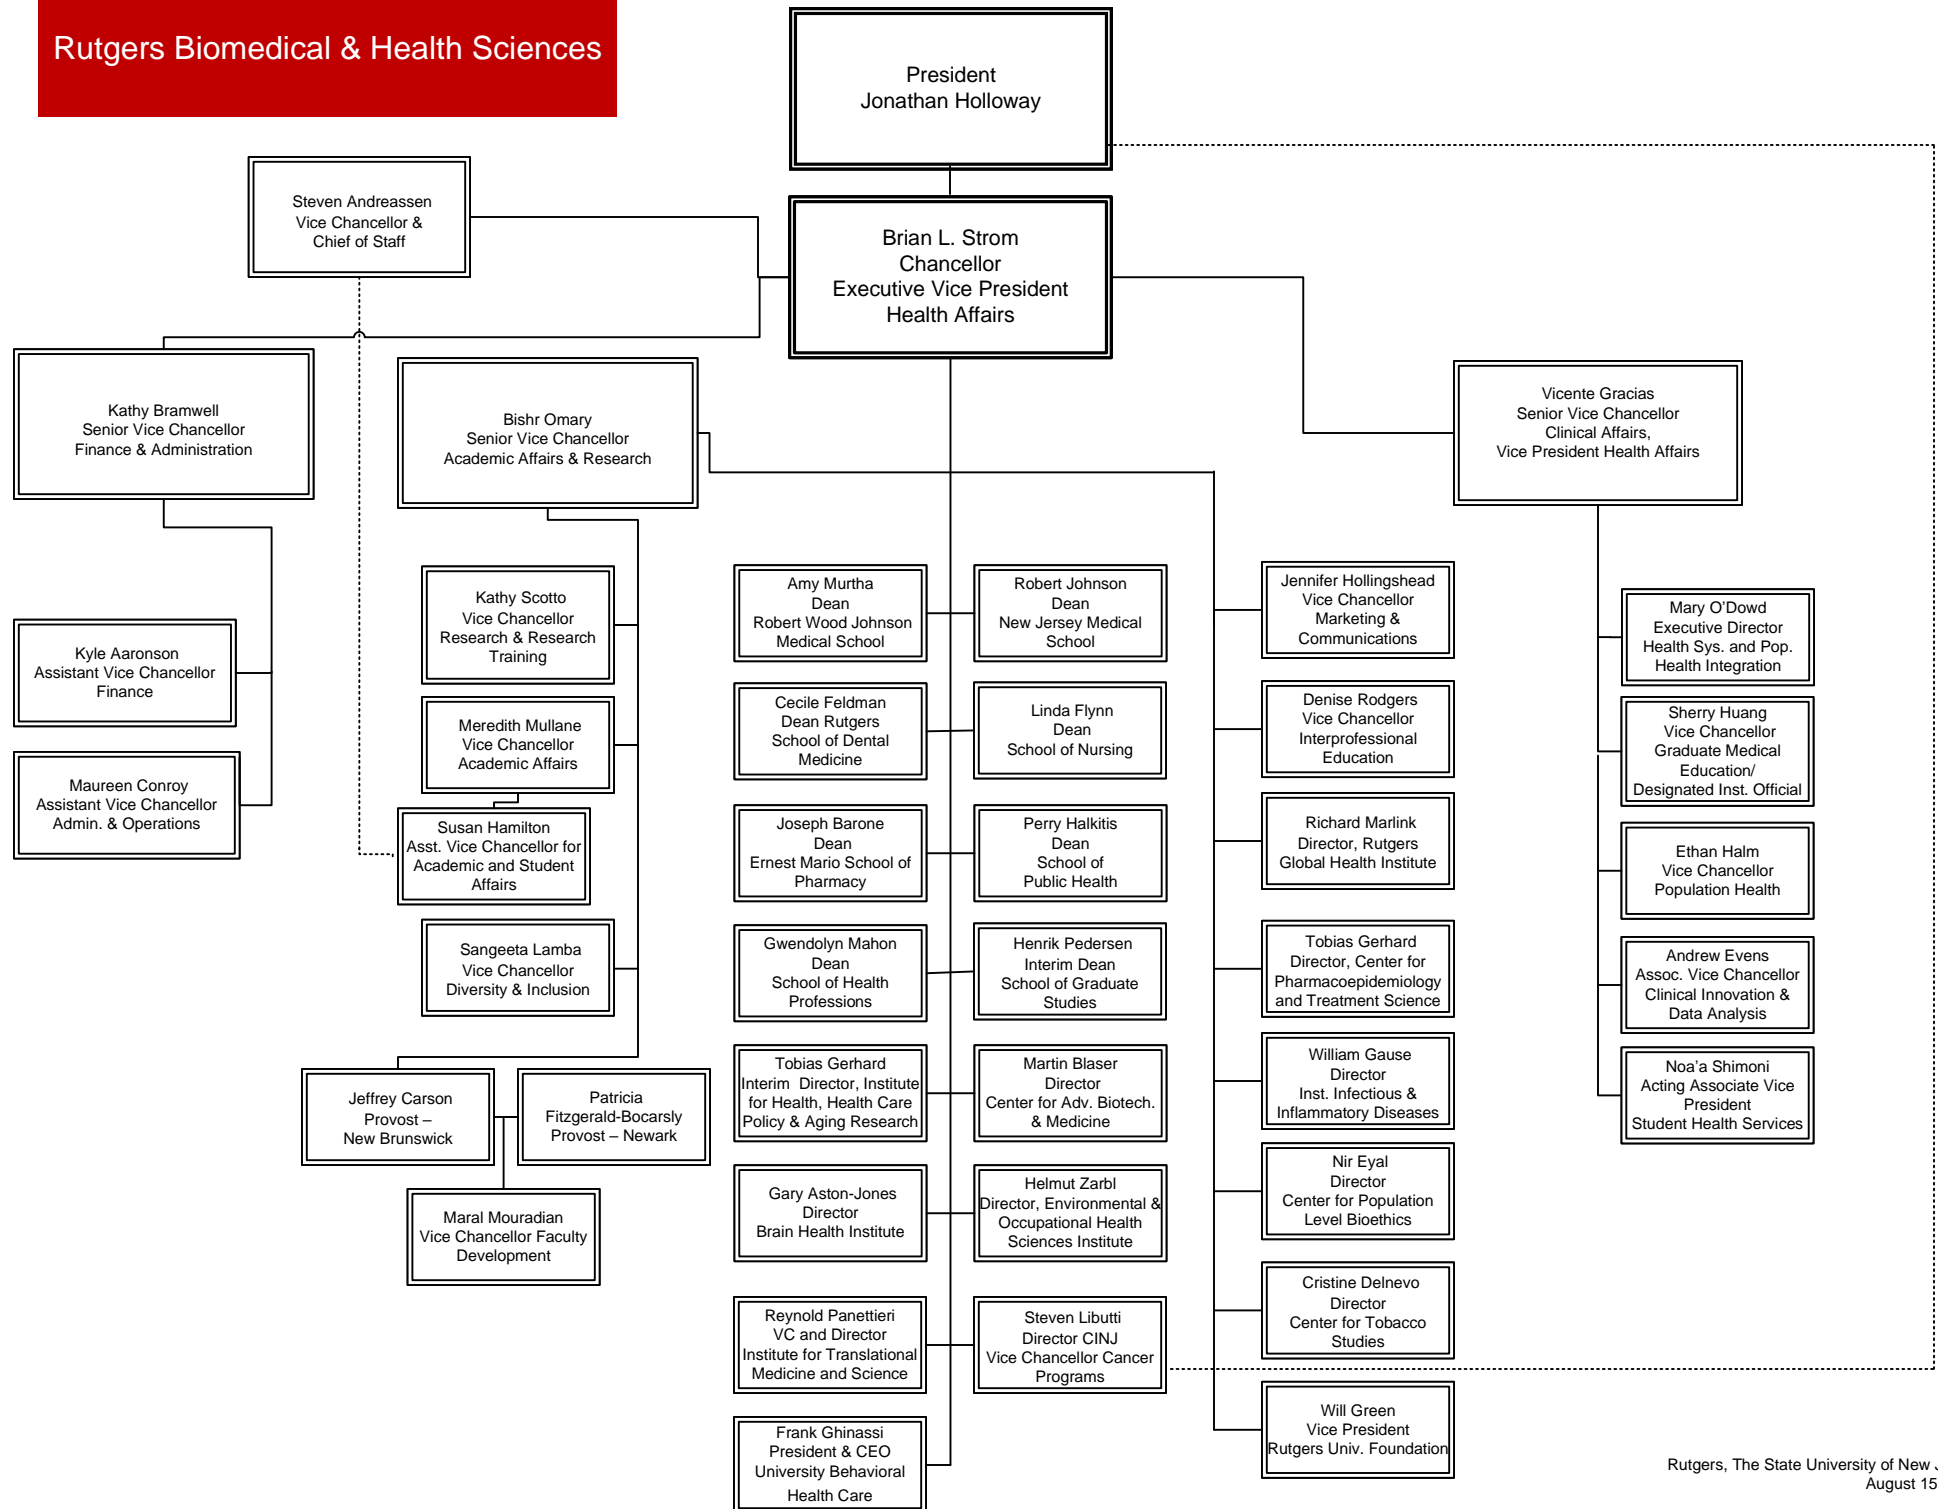 Rutgers Biomedical & Health Sciences
President
Jonathan Holloway
Steven Andreassen
Vice Chancellor &
Chief of Staff
Brian L. Strom
Chancellor
Executive Vice President
Health Affairs
Kathy Bramwell
Senior Vice Chancellor
Finance & Administration
Bishr Omary
Senior Vice Chancellor
Academic Affairs & Research
Vicente Gracias
Senior Vice Chancellor
Clinical Affairs,
Vice President Health Affairs
Kyle Aaronson
Assistant Vice Chancellor
Finance
Maureen Conroy
Assistant Vice Chancellor
Admin. & Operations
Kathy Scotto
Vice Chancellor
Research & Research
Training
Meredith Mullane
Vice Chancellor
Academic Affairs
Susan Hamilton
Asst. Vice Chancellor for
Academic and Student
Affairs
Sangeeta Lamba
Vice Chancellor
Diversity & Inclusion
Jeffrey Carson
Provost –
New Brunswick
Patricia
Fitzgerald-Bocarsly
Provost – Newark
Maral Mouradian
Vice Chancellor Faculty
Development
Amy Murtha
Dean
Robert Wood Johnson
Medical School
Robert Johnson
Dean
New Jersey Medical
School
Cecile Feldman
Dean Rutgers
School of Dental
Medicine
Linda Flynn
Dean
School of Nursing
Joseph Barone
Dean
Ernest Mario School of
Pharmacy
Perry Halkitis
Dean
School of
Public Health
Gwendolyn Mahon
Dean
School of Health
Professions
Henrik Pedersen
Interim Dean
School of Graduate
Studies
Tobias Gerhard
Interim Director, Institute
for Health, Health Care
Policy & Aging Research
Martin Blaser
Director
Center for Adv. Biotech.
& Medicine
Gary Aston-Jones
Director
Brain Health Institute
Helmut Zarbl
Director, Environmental &
Occupational Health
Sciences Institute
Reynold Panettieri
VC and Director
Institute for Translational
Medicine and Science
Steven Libutti
Director CINJ
Vice Chancellor Cancer
Programs
Frank Ghinassi
President & CEO
University Behavioral
Health Care
Jennifer Hollingshead
Vice Chancellor
Marketing &
Communications
Denise Rodgers
Vice Chancellor
Interprofessional
Education
Richard Marlink
Director, Rutgers
Global Health Institute
Tobias Gerhard
Director, Center for
Pharmacoepidemiology
and Treatment Science
William Gause
Director
Inst. Infectious &
Inflammatory Diseases
Nir Eyal
Director
Center for Population
Level Bioethics
Cristine Delnevo
Director
Center for Tobacco
Studies
Will Green
Vice President
Rutgers Univ. Foundation
Mary O’Dowd
Executive Director
Health Sys. and Pop.
Health Integration
Sherry Huang
Vice Chancellor
Graduate Medical
Education/
Designated Inst. Official
Ethan Halm
Vice Chancellor
Population Health
Andrew Evens
Assoc. Vice Chancellor
Clinical Innovation &
Data Analysis
Noa’a Shimoni
Acting Associate Vice
President
Student Health Services
Rutgers, The State University of New
August 15